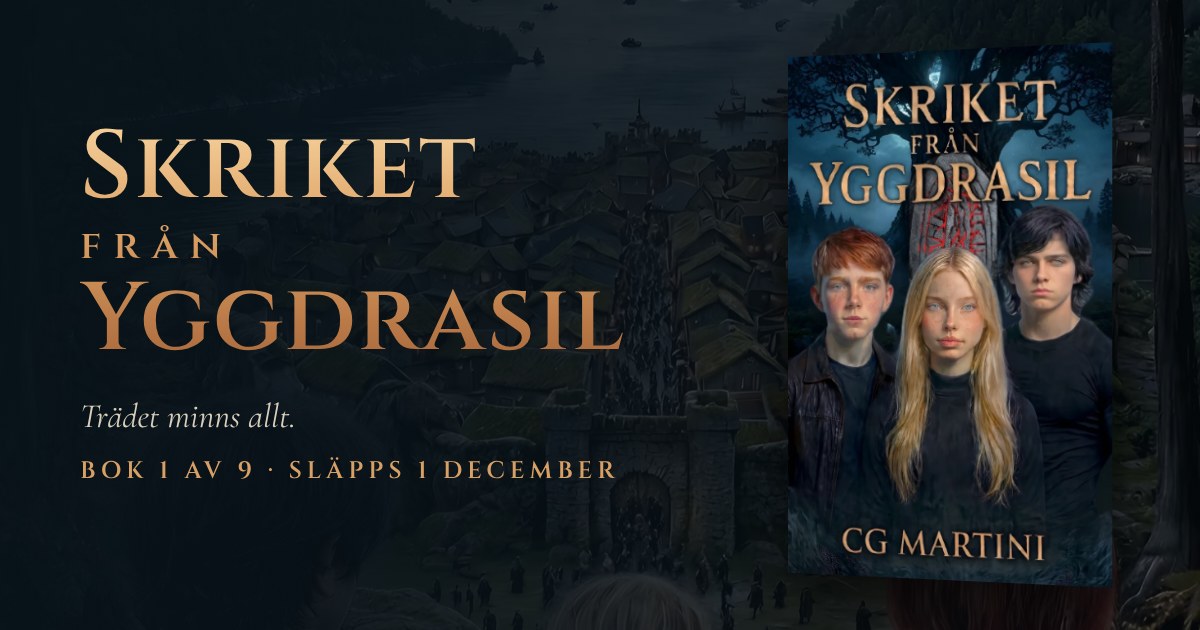 SKRIKET
FRÅN
YGGDRASIL
Trädet minns allt.
BOK 1 AV 9 · SLÄPPS 1 DECEMBER
SKRIKET
FRÅN
YGGDRASIL
CG MARTINI